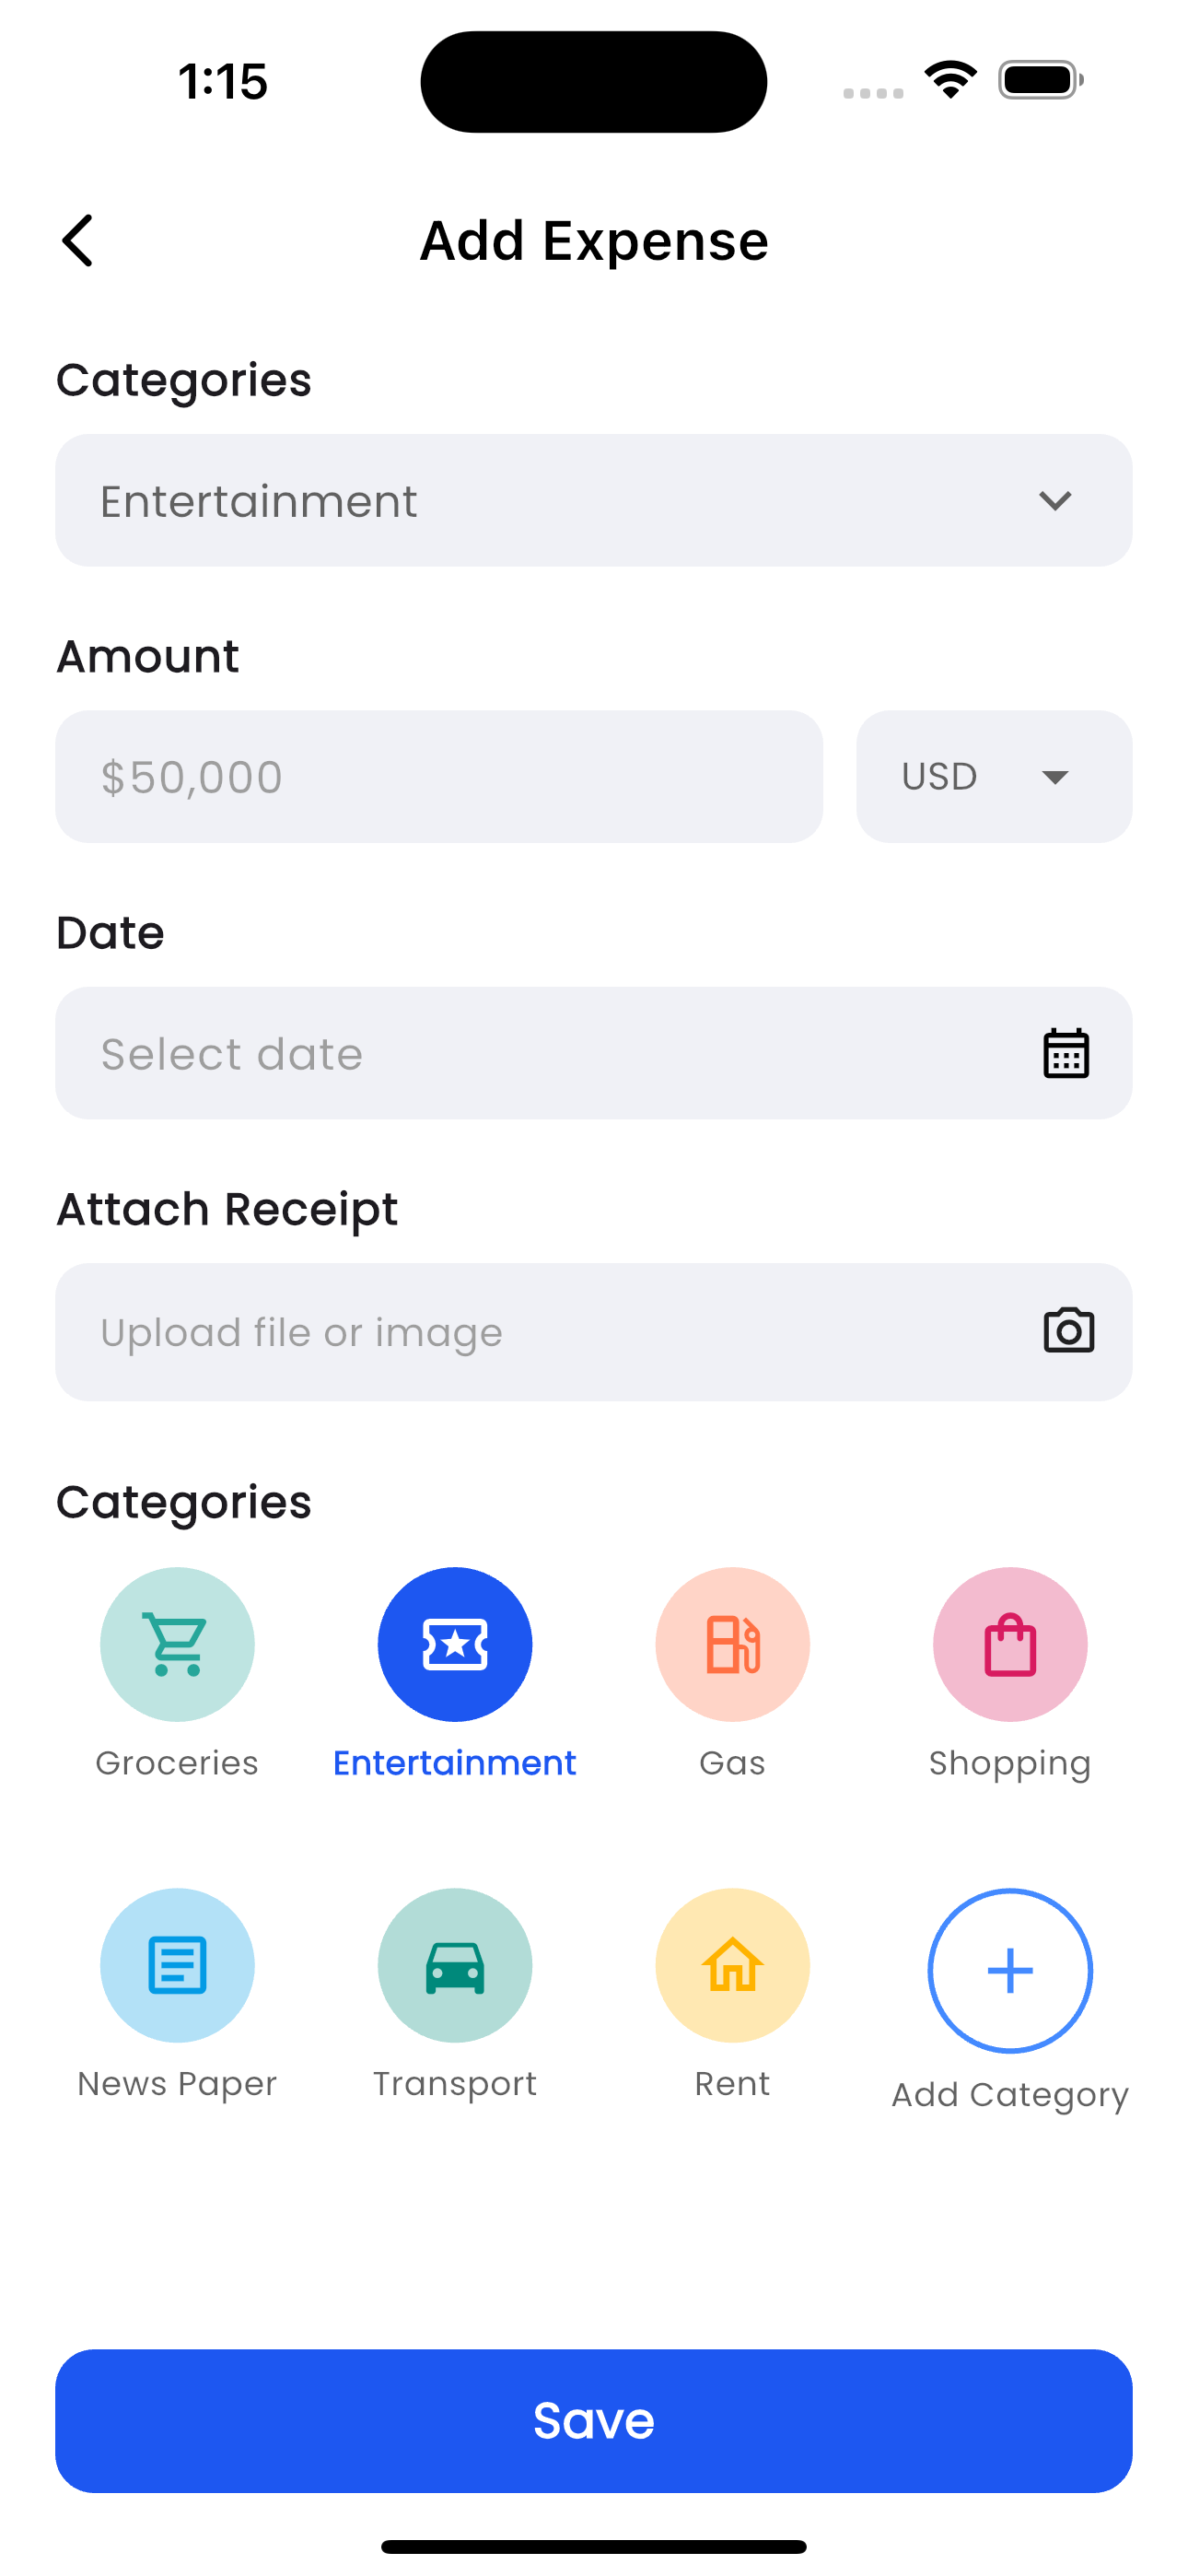 1:15
Add Expense
Categories
Entertainment
Amount
$50,000 USD
Date
Select date
Attach Receipt
Upload file or image
Categories
Groceries Entertainment Gas Shopping
News Paper Transport Rent Add Category
Save